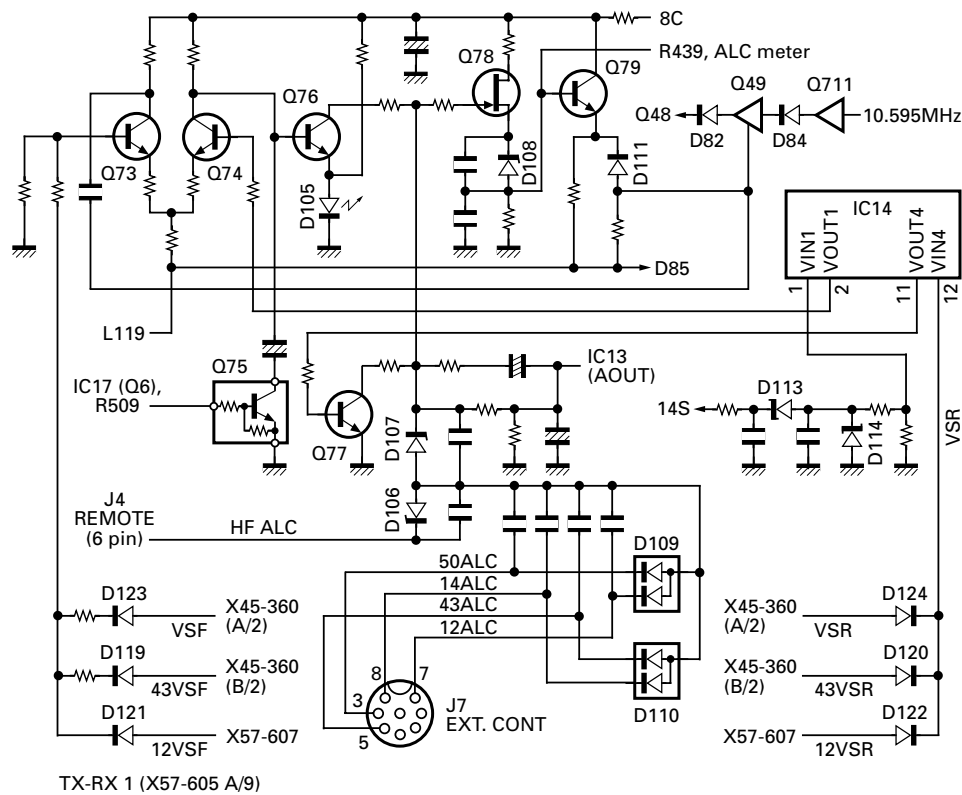 8C
R439, ALC meter
Q78
Q79
Q49
Q711
Q76
Q48
10.595MHz
D82
D84
Q73
Q74
D108
D111
D105
IC14
VIN1
VOUT1
VOUT4
VIN4
1
2
11
12
D85
L119
Q75
IC17 (Q6),
R509
IC13
(AOUT)
D113
14S
D114
VSR
Q77
D107
D106
J4
REMOTE
(6 pin)
HF ALC
D109
50ALC
14ALC
43ALC
12ALC
D110
D123
X45-360
(A/2)
VSF
D119
X45-360
(B/2)
43VSF
D121
X57-607
12VSF
8
7
3
5
J7
EXT. CONT
X45-360
(A/2)
D124
VSR
X45-360
(B/2)
D120
43VSR
X57-607
D122
12VSR
TX-RX 1 (X57-605 A/9)